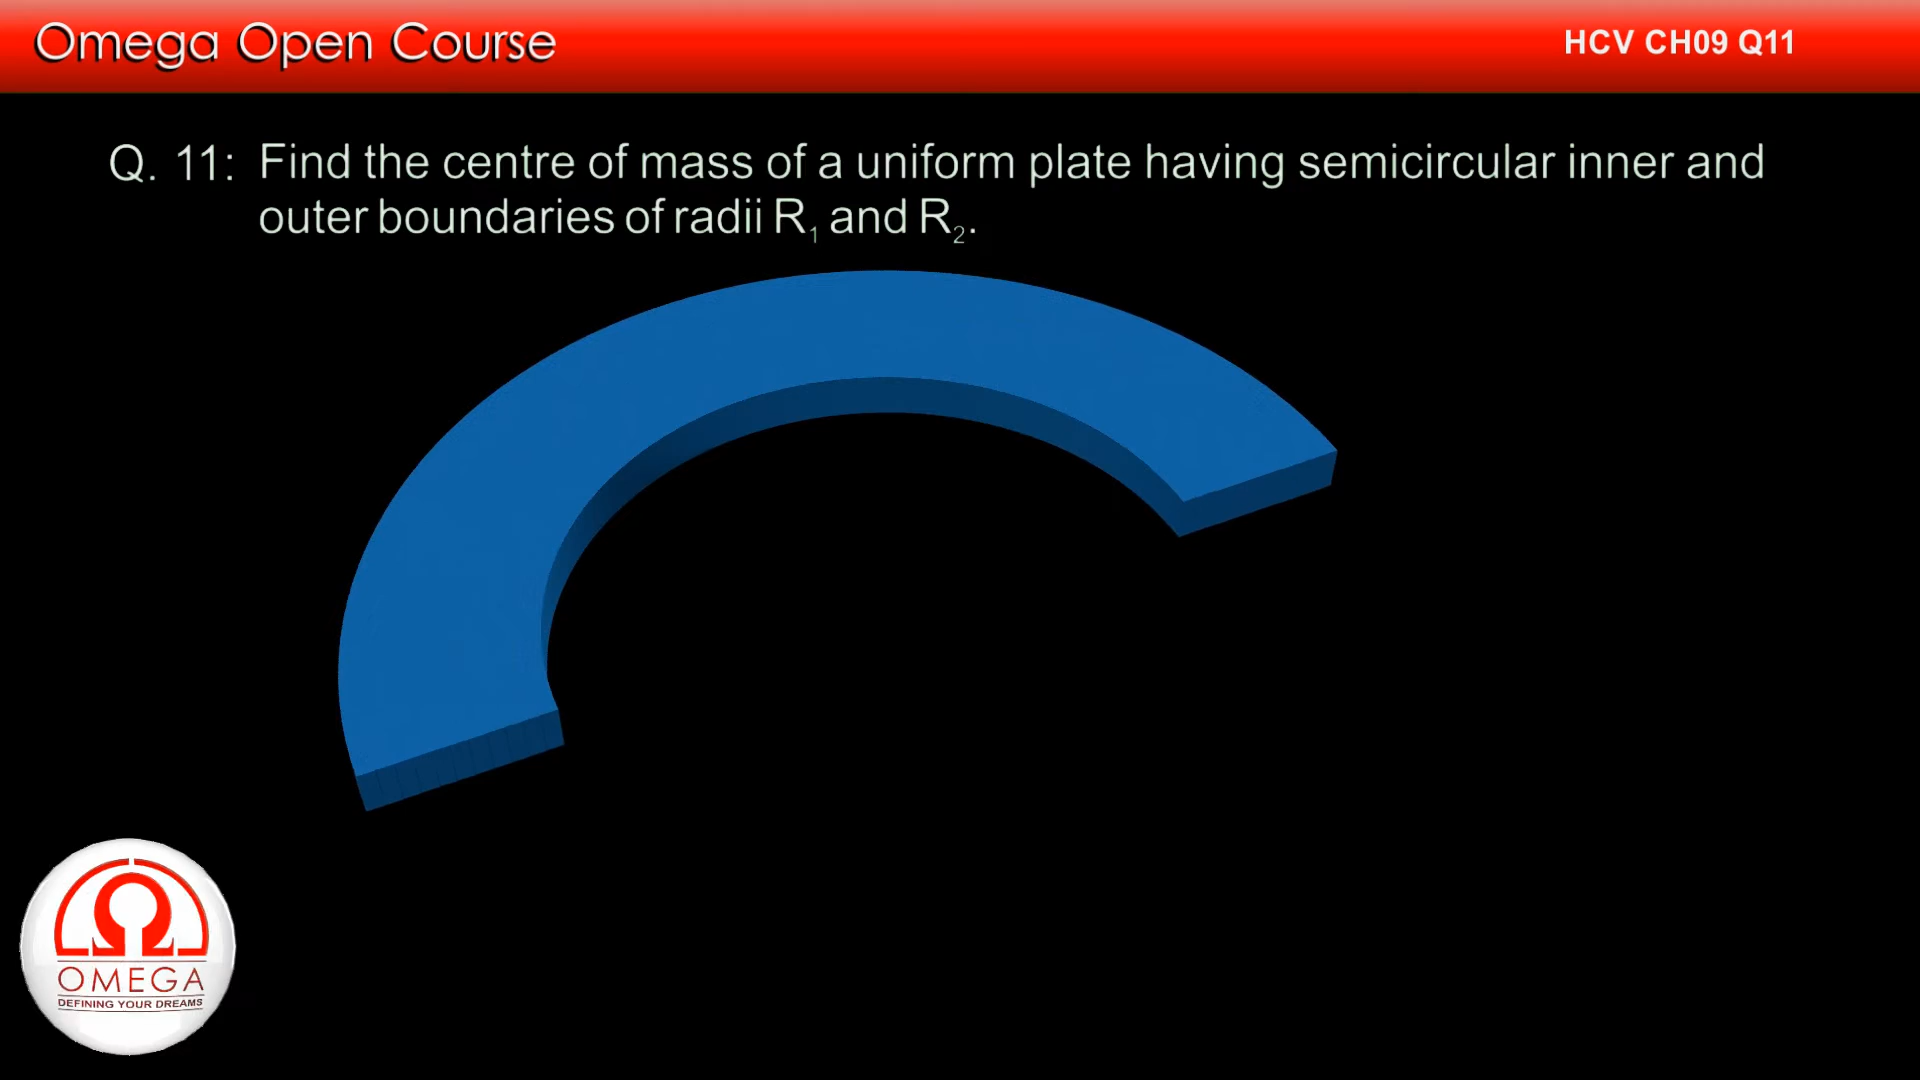 Omega Open Course
HCV CH09 Q11
Q. 11: Find the centre of mass of a uniform plate having semicircular inner and
outer boundaries of radii R₁ and R₂.
OMEGA
DEFINING YOUR DREAMS